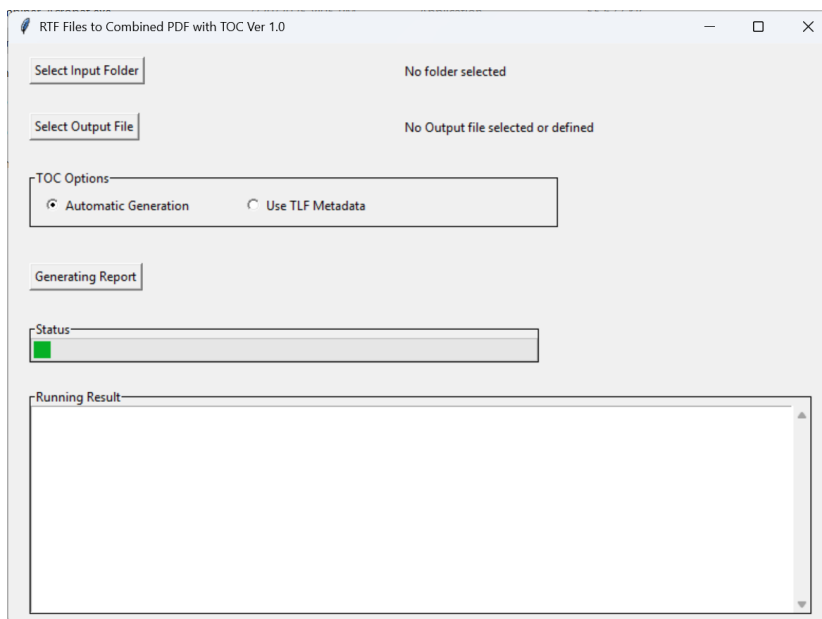 RTF Files to Combined PDF with TOC Ver 1.0
Select Input Folder No folder selected
Select Output File No Output file selected or defined
TOC Options
Automatic Generation Use TLF Metadata
Generating Report
Status
Running Result